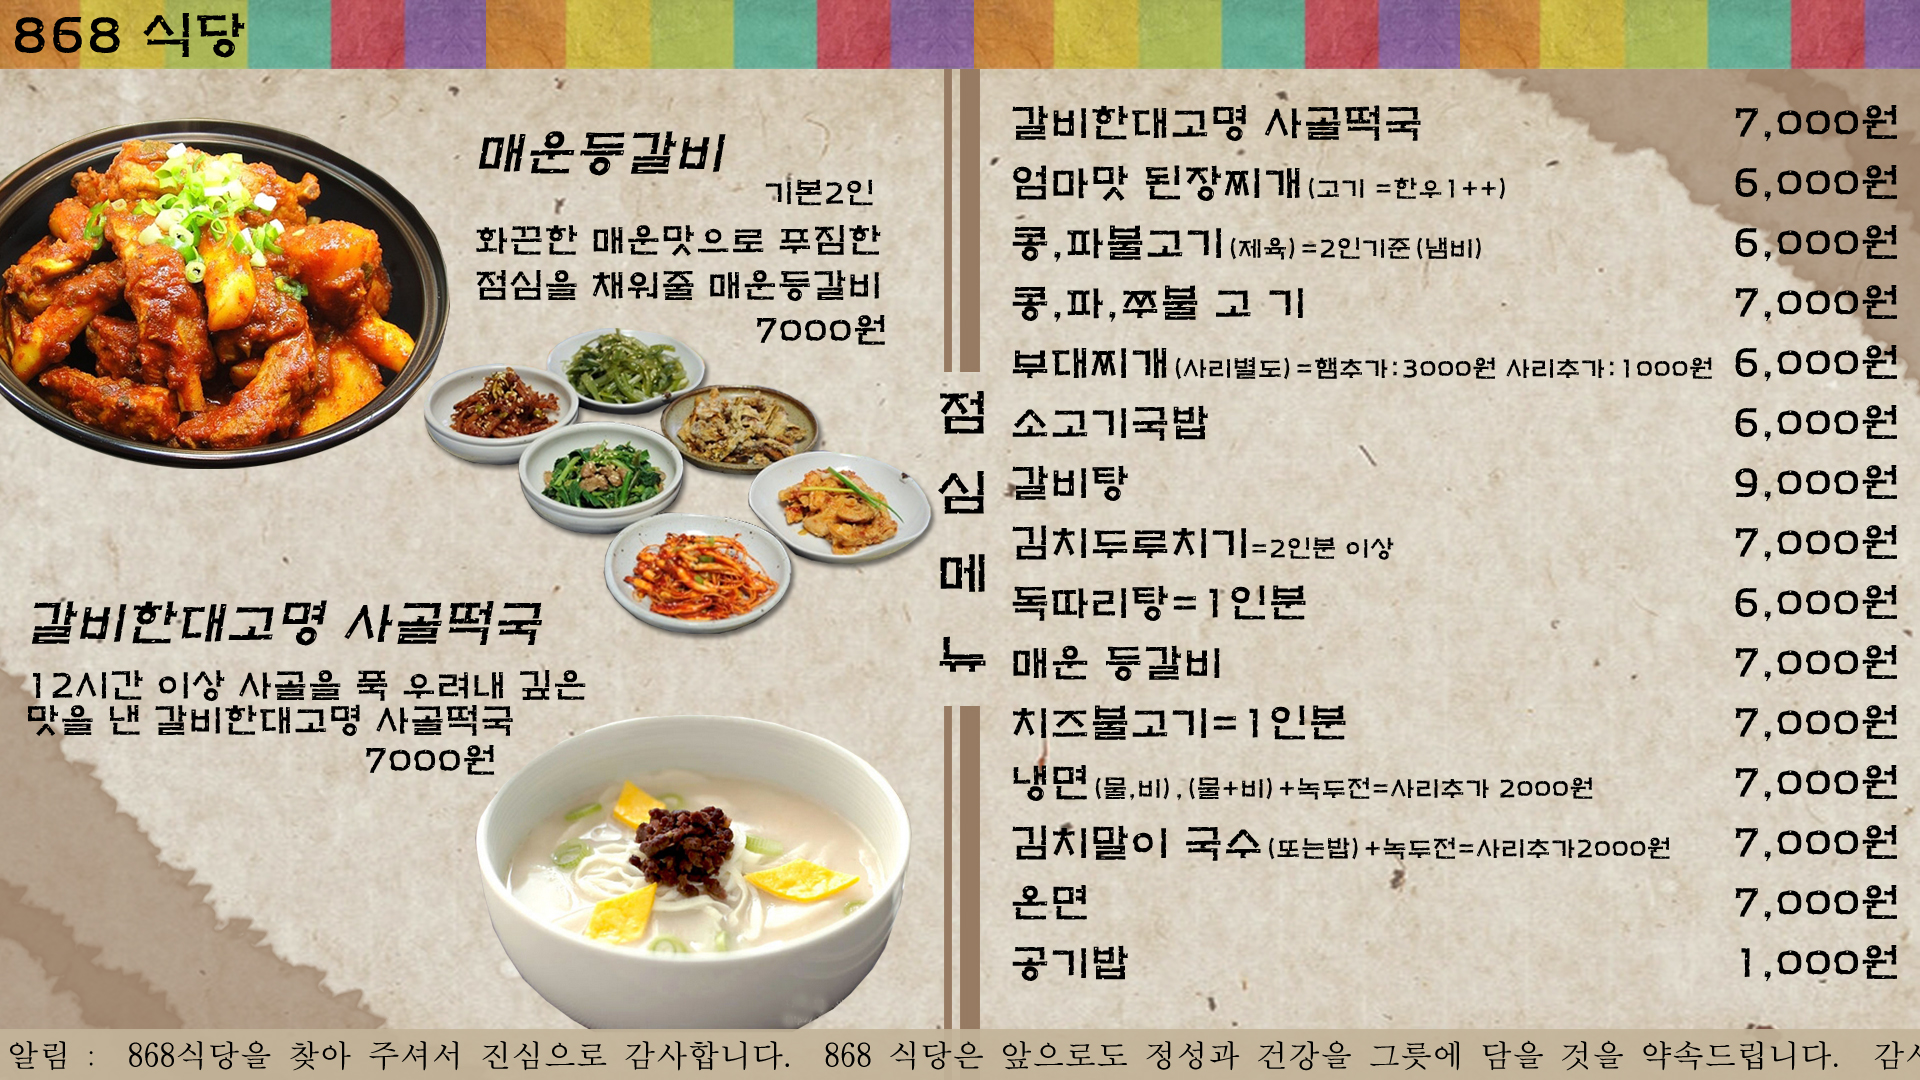 868 식당
매운등갈비
기본2인
화끈한 매운맛으로 푸짐한
점심을 채워줄 매운등갈비
7000원
갈비한대고명 사골떡국
12시간 이상 사골을 푹 우려내 깊은
맛을 낸 갈비한대고명 사골떡국
7000원
점
심
메
뉴
갈비한대고명 사골떡국 7,000원
엄마맛 된장찌개(고기 =한우1++) 6,000원
콩,파불고기(제육)=2인기준(냄비) 6,000원
콩,파,쭈불 고 기 7,000원
부대찌개(사리별도)=햄추가:3000원 사리추가:1000원 6,000원
소고기국밥 6,000원
갈비탕 9,000원
김치두루치기=2인분 이상 7,000원
독따리탕=1인분 6,000원
매운 등갈비 7,000원
치즈불고기=1인분 7,000원
냉면(물,비),(물+비)+녹두전=사리추가 2000원 7,000원
김치말이 국수(또는밥)+녹두전=사리추가2000원 7,000원
온면 7,000원
공기밥 1,000원
알림 : 868식당을 찾아 주셔서 진심으로 감사합니다. 868 식당은 앞으로도 정성과 건강을 그릇에 담을 것을 약속드립니다.